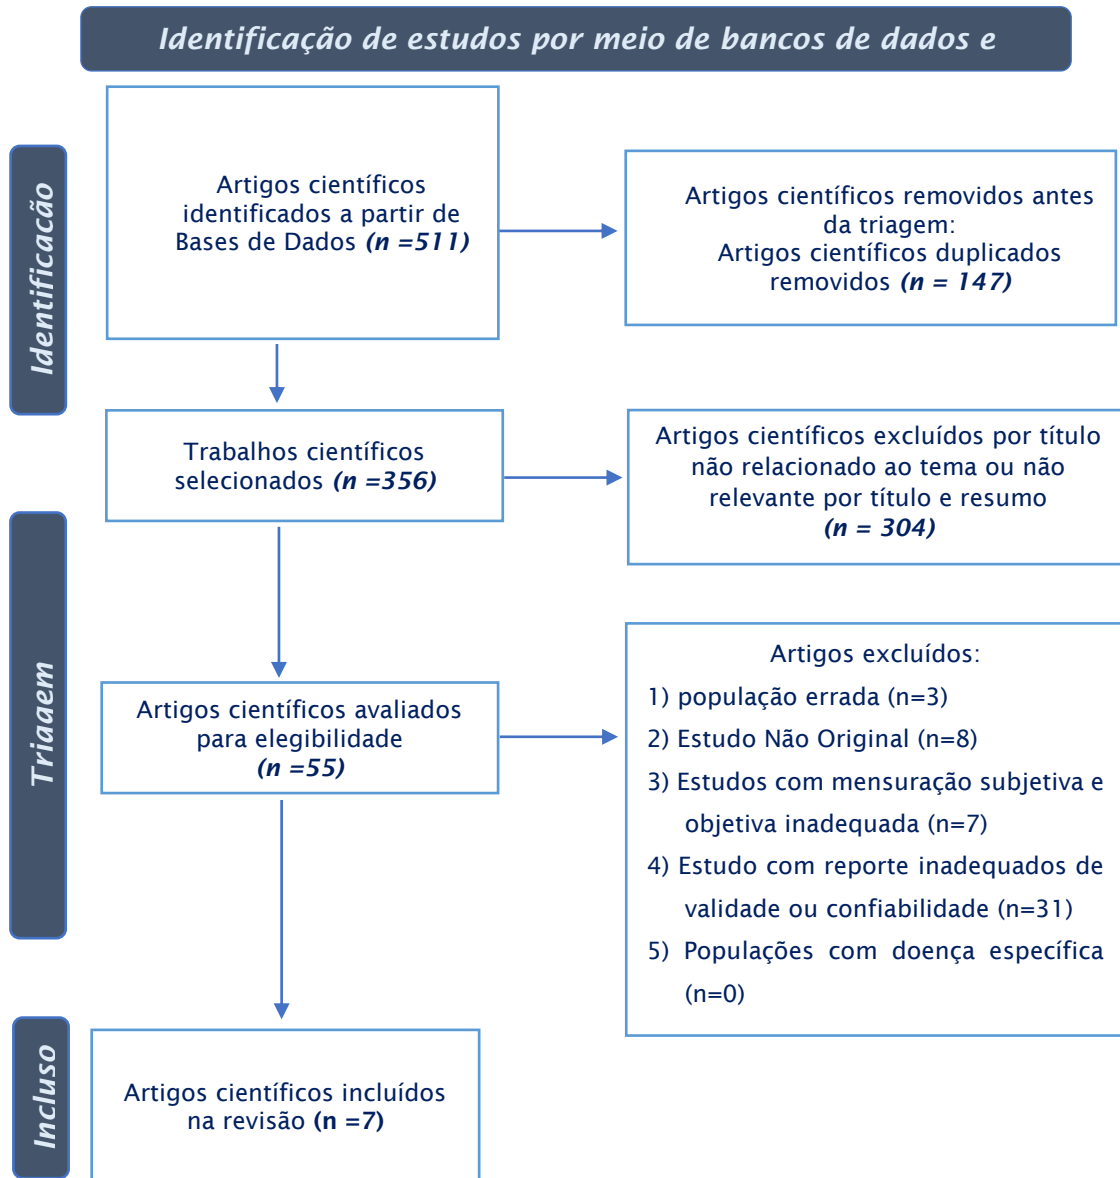 Identificação de estudos por meio de bancos de dados e
Identificacão
Artigos científicos
identificados a partir de
Bases de Dados (n =511)
Artigos científicos removidos antes
da triagem:
Artigos científicos duplicados
removidos (n = 147)
Trabalhos científicos
selecionados (n =356)
Artigos científicos excluídos por título
não relacionado ao tema ou não
relevante por título e resumo
(n = 304)
Triaaem
Artigos científicos avaliados
para elegibilidade
(n =55)
Artigos excluídos:
1) população errada (n=3)
2) Estudo Não Original (n=8)
3) Estudos com mensuração subjetiva e
objetiva inadequada (n=7)
4) Estudo com reporte inadequados de
validade ou confiabilidade (n=31)
5) Populações com doença específica
(n=0)
Incluso
Artigos científicos incluídos
na revisão (n =7)